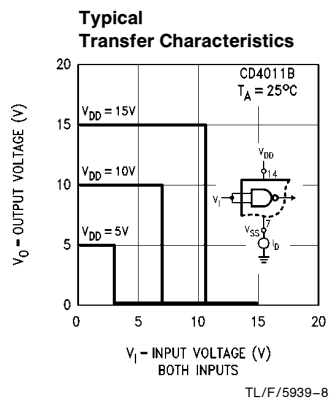 Typical
Transfer Characteristics
20
CD4011B
T_A = 25°C
V_DD = 15V
15
V_DD
14
V_DD = 10V
10
V_I
7
V_SS
I_D
V_DD = 5V
5
0
0 5 10 15 20
V_O – OUTPUT VOLTAGE (V)
V_I – INPUT VOLTAGE (V)
BOTH INPUTS
TL/F/5939–8